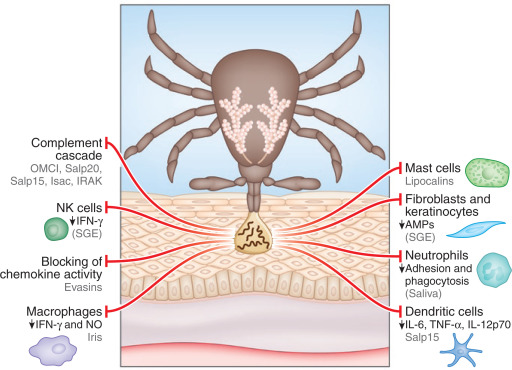 Complement
cascade
OMCI, Salp20,
Salp15, Isac, IRAK
NK cells
↓IFN-γ
(SGE)
Blocking of
chemokine activity
Evasins
Macrophages
↓IFN-γ and NO
Iris
Mast cells
Lipocalins
Fibroblasts and
keratinocytes
↓AMPs
(SGE)
Neutrophils
↓Adhesion and
phagocytosis
(Saliva)
Dendritic cells
↓IL-6, TNF-α, IL-12p70
Salp15